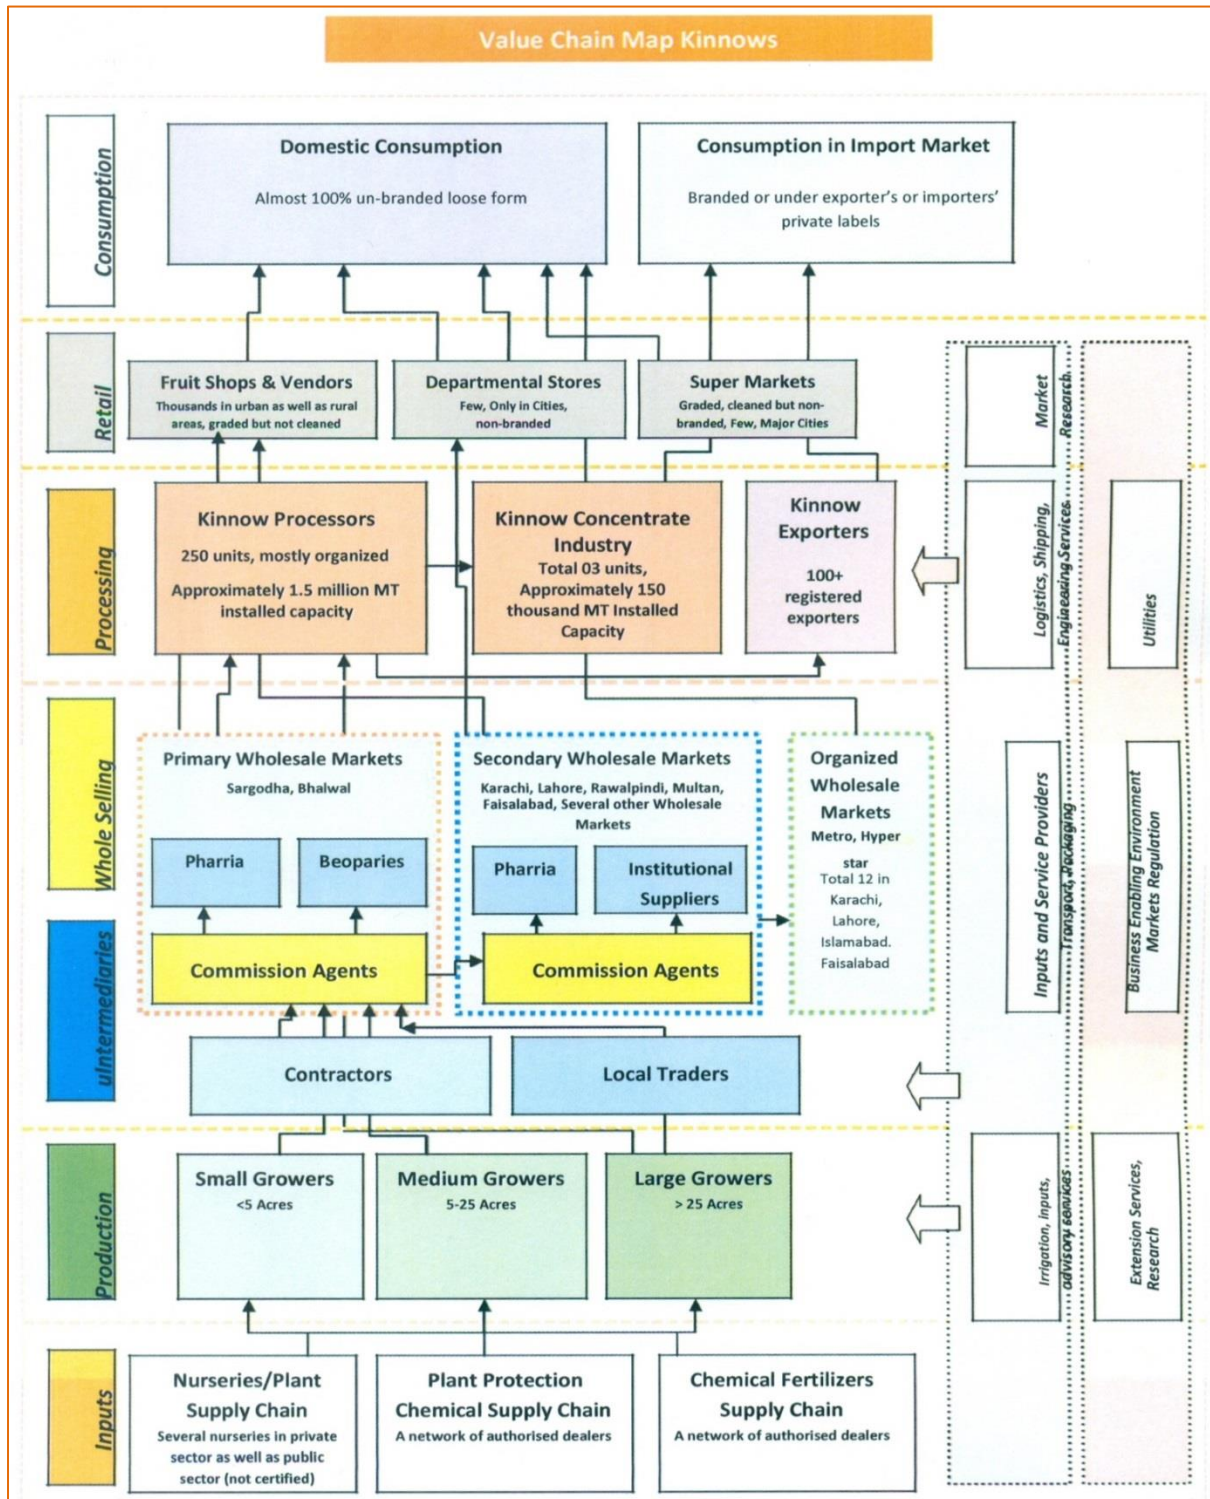 Value Chain Map Kinnows
Consumption
Domestic Consumption
Almost 100% un-branded loose form
Consumption in Import Market
Branded or under exporter's or importers'
private labels
Retail
Fruit Shops & Vendors
Thousands in urban as well as rural
areas, graded but not cleaned
Departmental Stores
Few, Only in Cities,
non-branded
Super Markets
Graded, cleaned but non-
branded, Few, Major Cities
Market
Research
Processing
Kinnow Processors
250 units, mostly organized
Approximately 1.5 million MT
installed capacity
Kinnow Concentrate
Industry
Total 03 units,
Approximately 150
thousand MT Installed
Capacity
Kinnow
Exporters
100+
registered
exporters
Logistics, Shipping,
Engineering Services
Utilities
Whole Selling
Primary Wholesale Markets
Sargodha, Bhalwal
Pharria
Beoparies
Commission Agents
Secondary Wholesale Markets
Karachi, Lahore, Rawalpindi, Multan,
Faisalabad, Several other Wholesale
Markets
Pharria
Institutional
Suppliers
Commission Agents
Organized
Wholesale
Markets
Metro, Hyper
star
Total 12 in
Karachi,
Lahore,
Islamabad.
Faisalabad
Inputs and Service Providers
Transport, Packaging
Business Enabling Environment
Markets Regulation
uIntermediaries
Contractors
Local Traders
Production
Small Growers
<5 Acres
Medium Growers
5-25 Acres
Large Growers
> 25 Acres
Irrigation, inputs,
advisory services
Extension Services,
Research
Inputs
Nurseries/Plant
Supply Chain
Several nurseries in private
sector as well as public
sector (not certified)
Plant Protection
Chemical Supply Chain
A network of authorised dealers
Chemical Fertilizers
Supply Chain
A network of authorised dealers